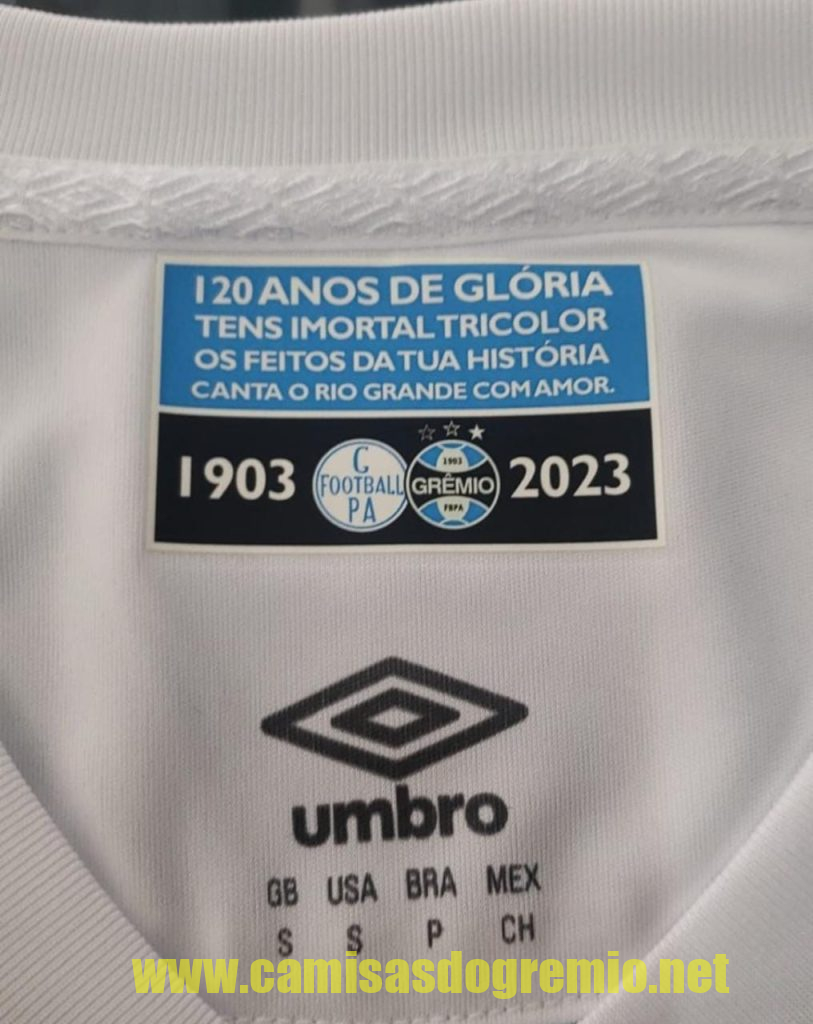 120 ANOS DE GLÓRIA
TENS IMORTAL TRICOLOR
OS FEITOS DA TUA HISTÓRIA
CANTA O RIO GRANDE COM AMOR.
1903 C FOOTBALL PA 1903 GRÊMIO FBPA 2023
umbro
GB USA BRA MEX
S S P CH
www.camisasdogremio.net